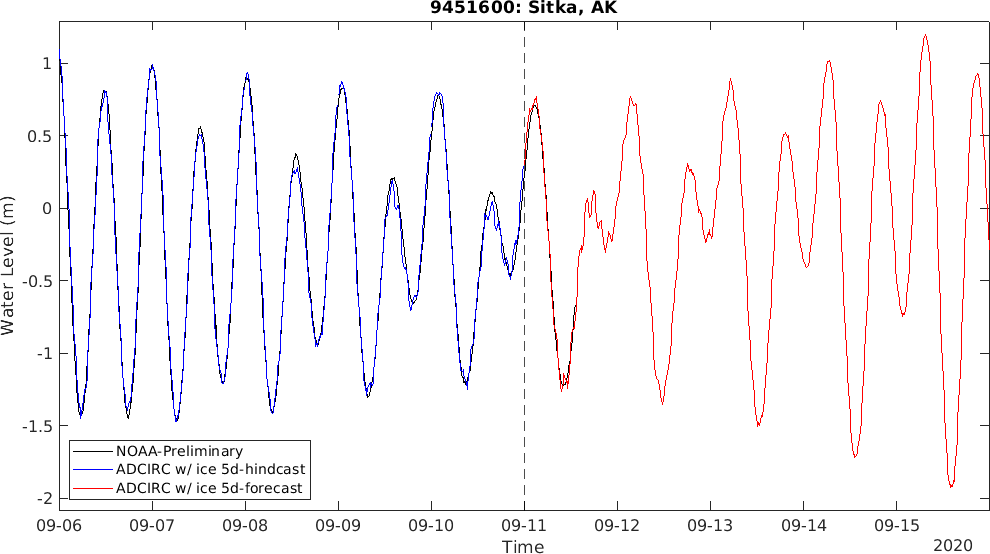 9451600: Sitka, AK
Water Level (m)
1
0.5
0
-0.5
-1
-1.5
-2
NOAA-Preliminary
ADCIRC w/ ice 5d-hindcast
ADCIRC w/ ice 5d-forecast
09-06 09-07 09-08 09-09 09-10 09-11 09-12 09-13 09-14 09-15
Time
2020